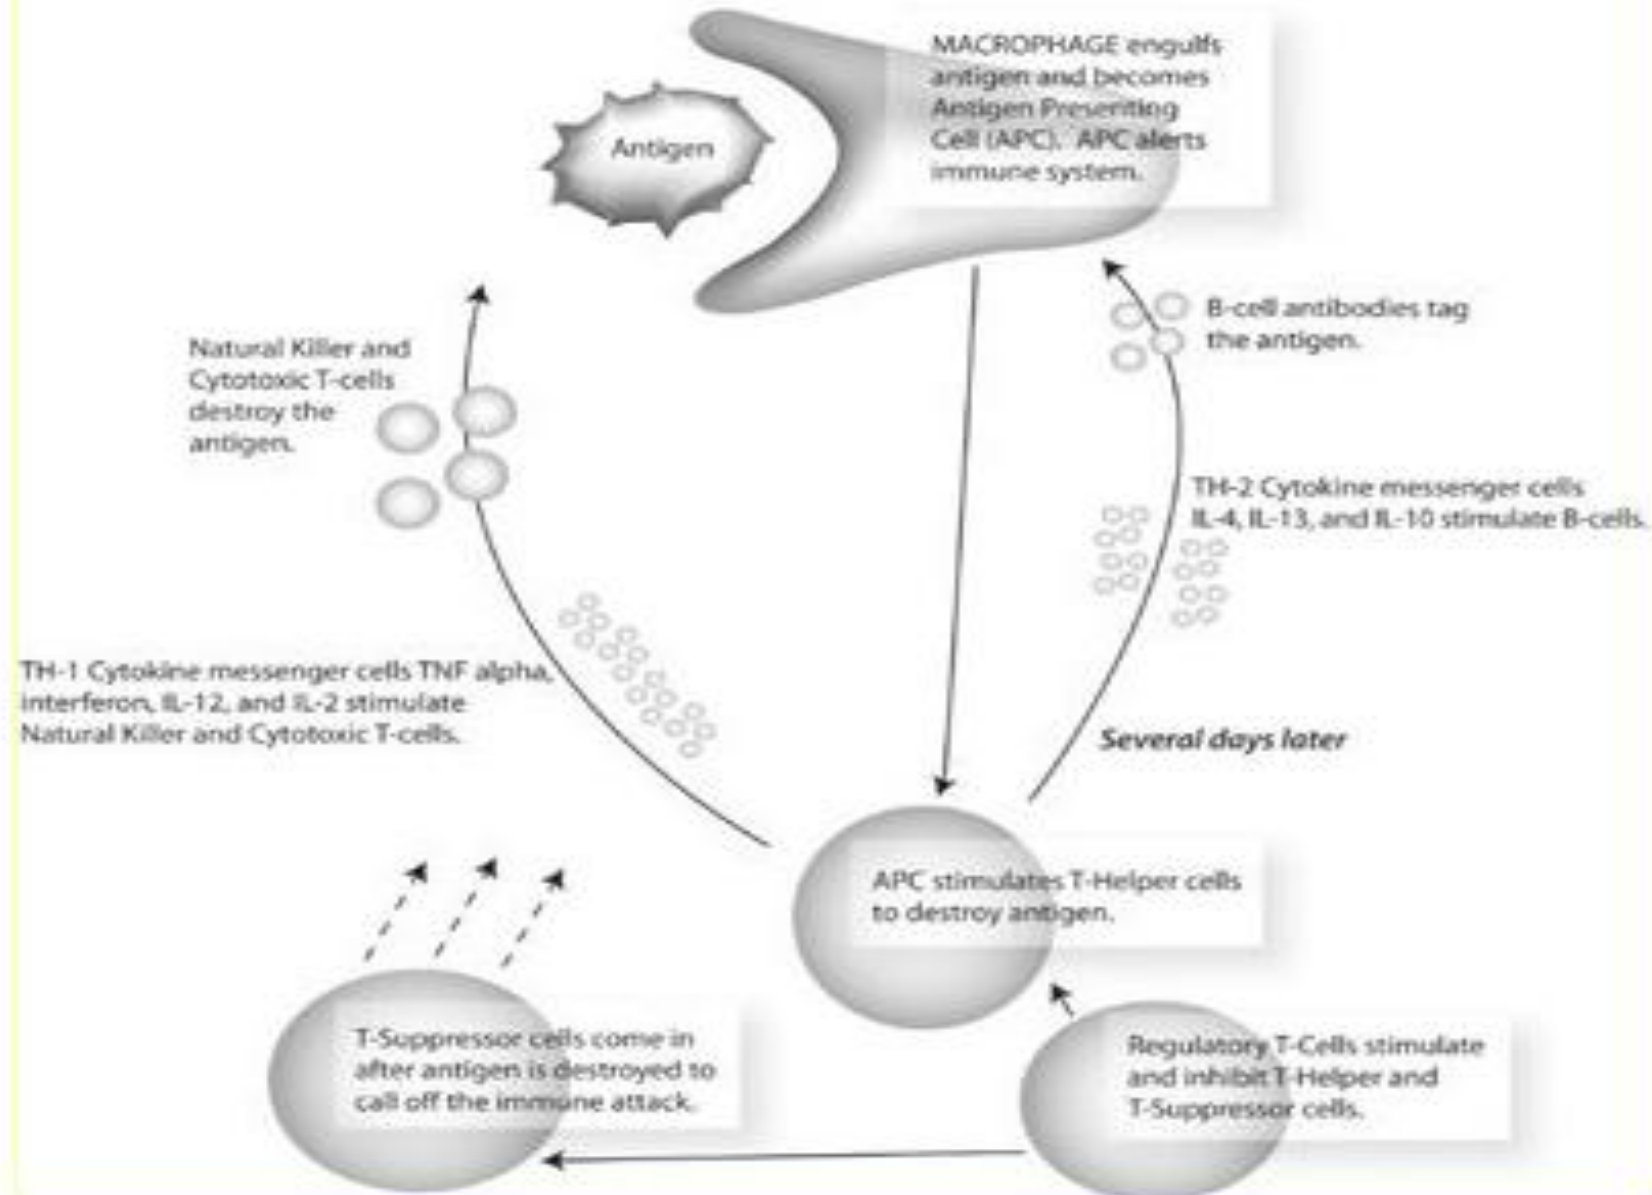 MACROPHAGE engulfs
antigen and becomes
Antigen Presenting
Cell (APC). APC alerts
immune system.
Antigen
B-cell antibodies tag
the antigen.
Natural Killer and
Cytotoxic T-cells
destroy the
antigen.
TH-2 Cytokine messenger cells
IL-4, IL-13, and IL-10 stimulate B-cells.
TH-1 Cytokine messenger cells TNF alpha,
interferon, IL-12, and IL-2 stimulate
Natural Killer and Cytotoxic T-cells.
Several days later
APC stimulates T-Helper cells
to destroy antigen.
T-Suppressor cells come in
after antigen is destroyed to
call off the immune attack.
Regulatory T-Cells stimulate
and inhibit T-Helper and
T-Suppressor cells.